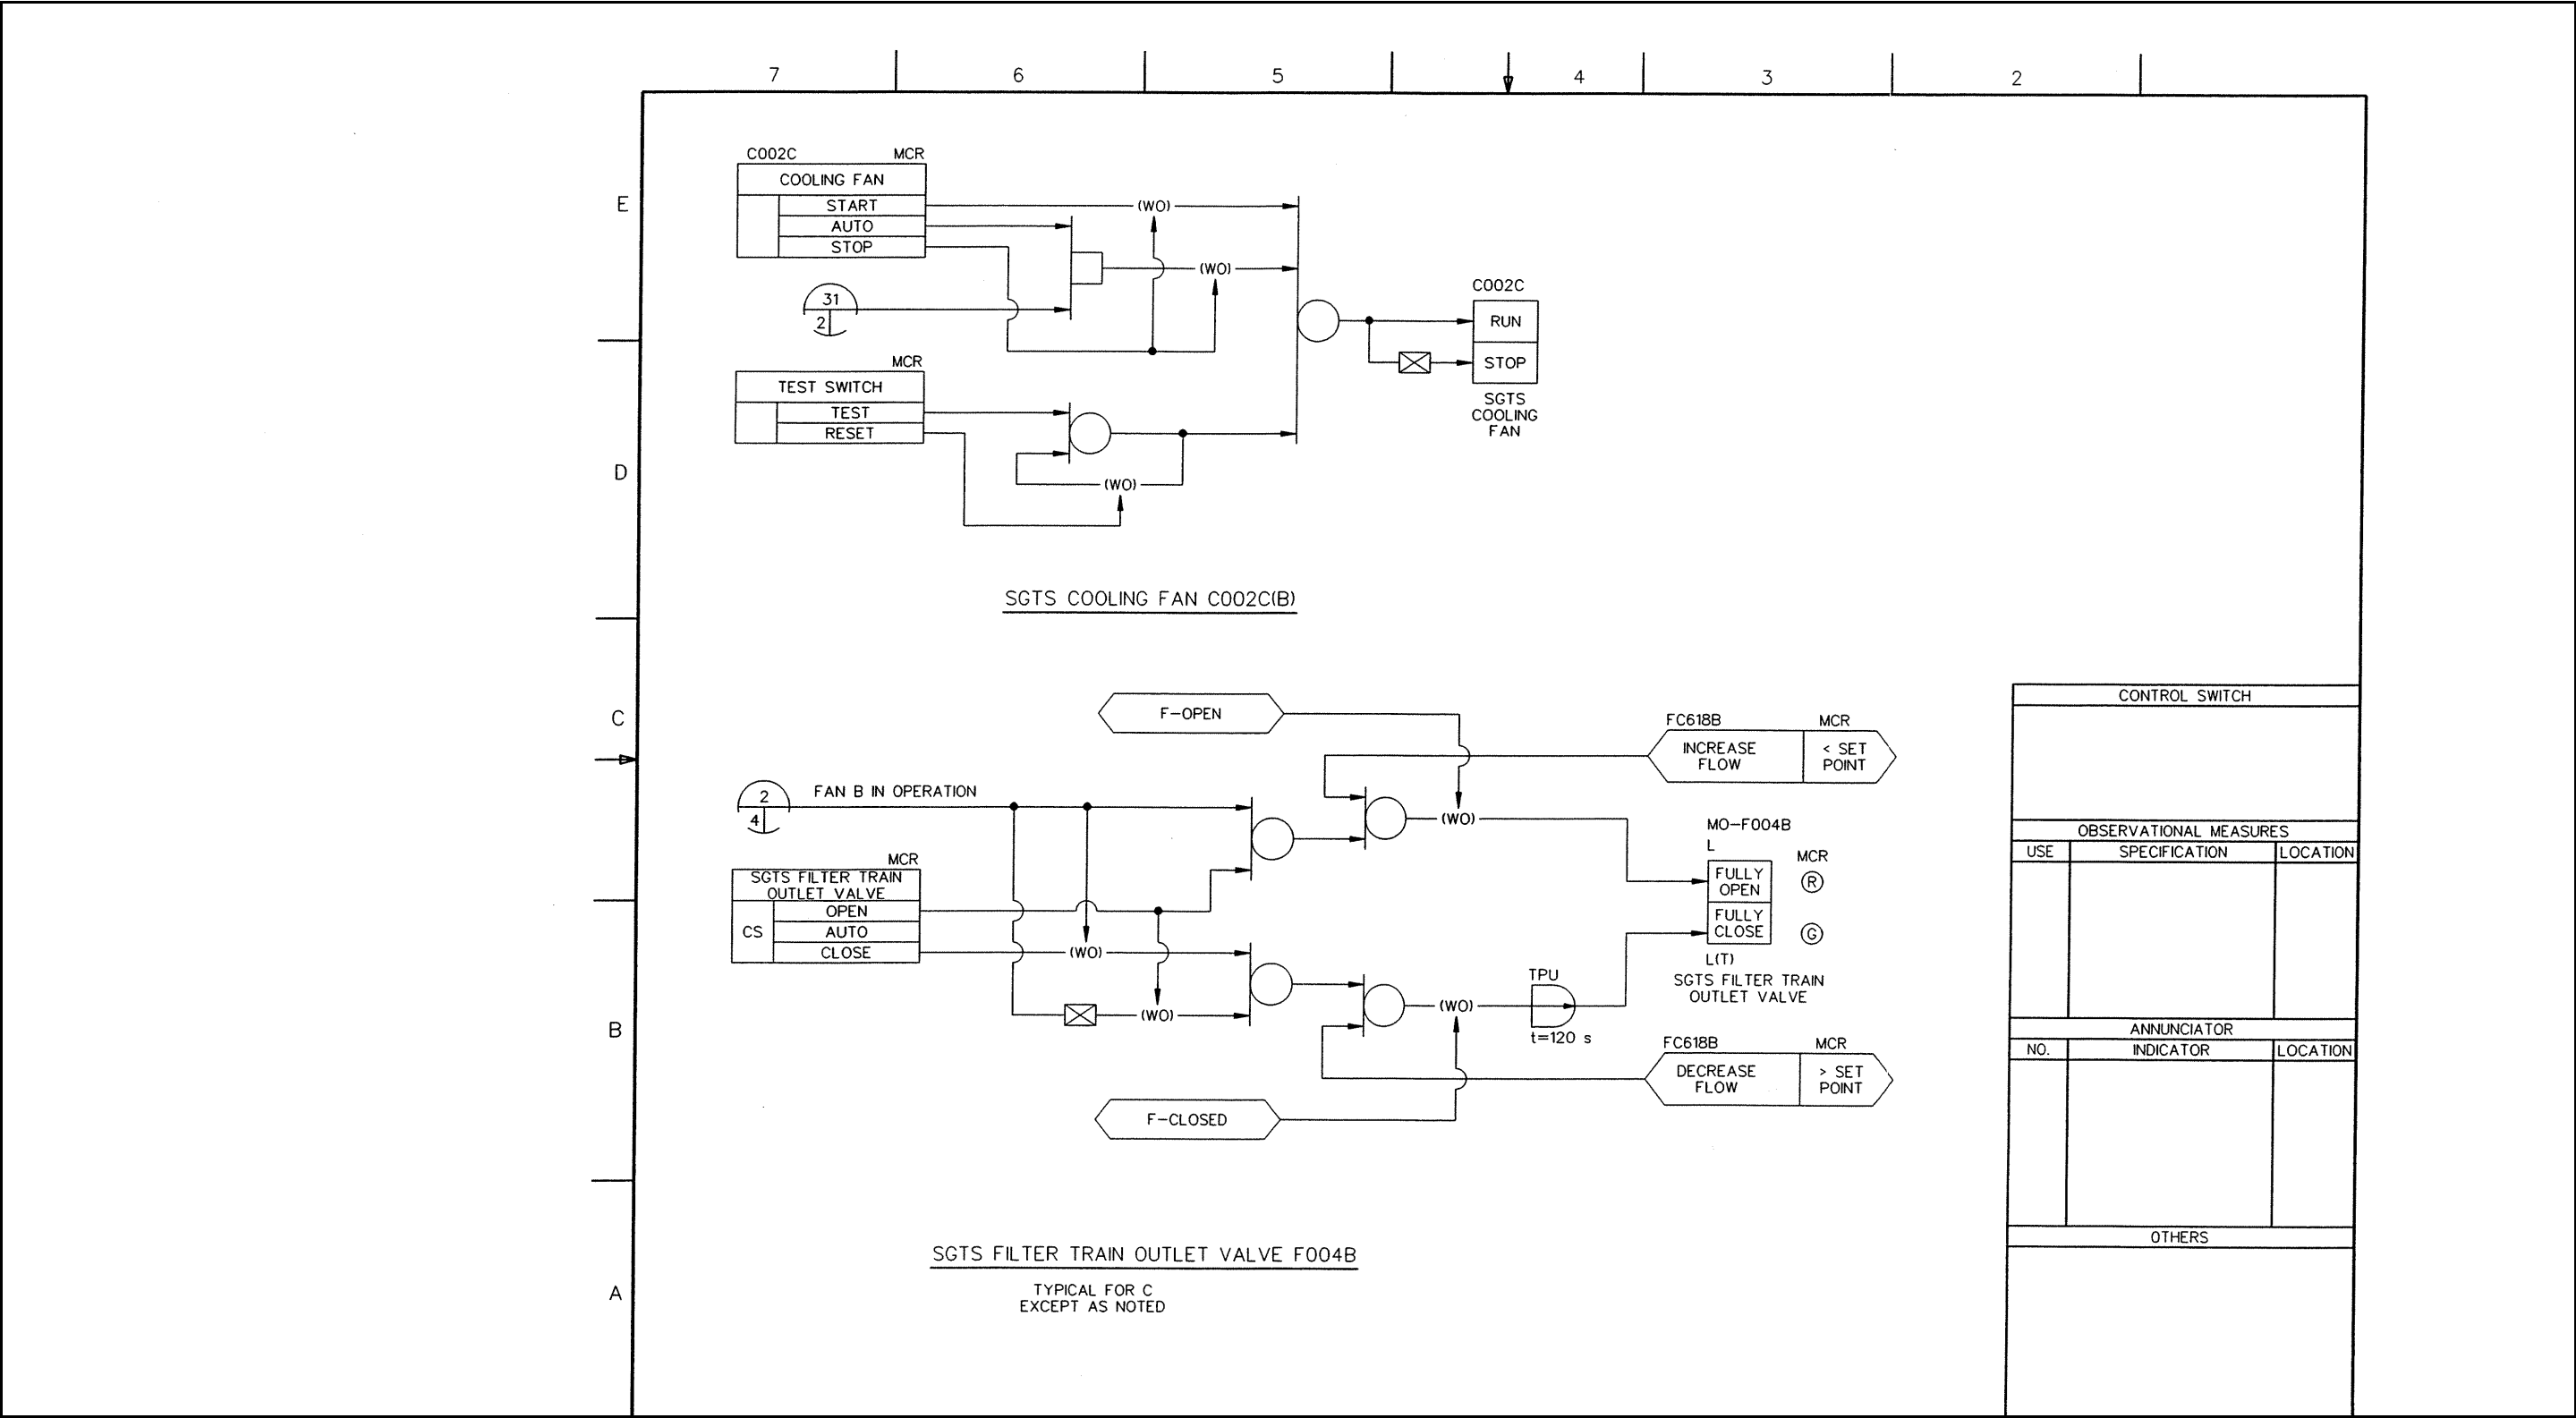 7 6 5 4 3 2
E
D
C
B
A
C002C MCR
COOLING FAN
START
AUTO
STOP
31
2
(WO)
(WO)
C002C
RUN
STOP
SGTS
COOLING
FAN
MCR
TEST SWITCH
TEST
RESET
(WO)
SGTS COOLING FAN C002C(B)
F-OPEN
FC618B MCR
INCREASE
FLOW
< SET
POINT
2
4
FAN B IN OPERATION
(WO)
MCR
SGTS FILTER TRAIN
OUTLET VALVE
CS
OPEN
AUTO
CLOSE
(WO)
(WO)
MO-F004B
L
MCR
FULLY
OPEN
R
FULLY
CLOSE
G
L(T)
SGTS FILTER TRAIN
OUTLET VALVE
(WO)
TPU
t=120 s
FC618B MCR
DECREASE
FLOW
> SET
POINT
F-CLOSED
SGTS FILTER TRAIN OUTLET VALVE F004B
TYPICAL FOR C
EXCEPT AS NOTED
CONTROL SWITCH
OBSERVATIONAL MEASURES
USE SPECIFICATION LOCATION
ANNUNCIATOR
NO. INDICATOR LOCATION
OTHERS